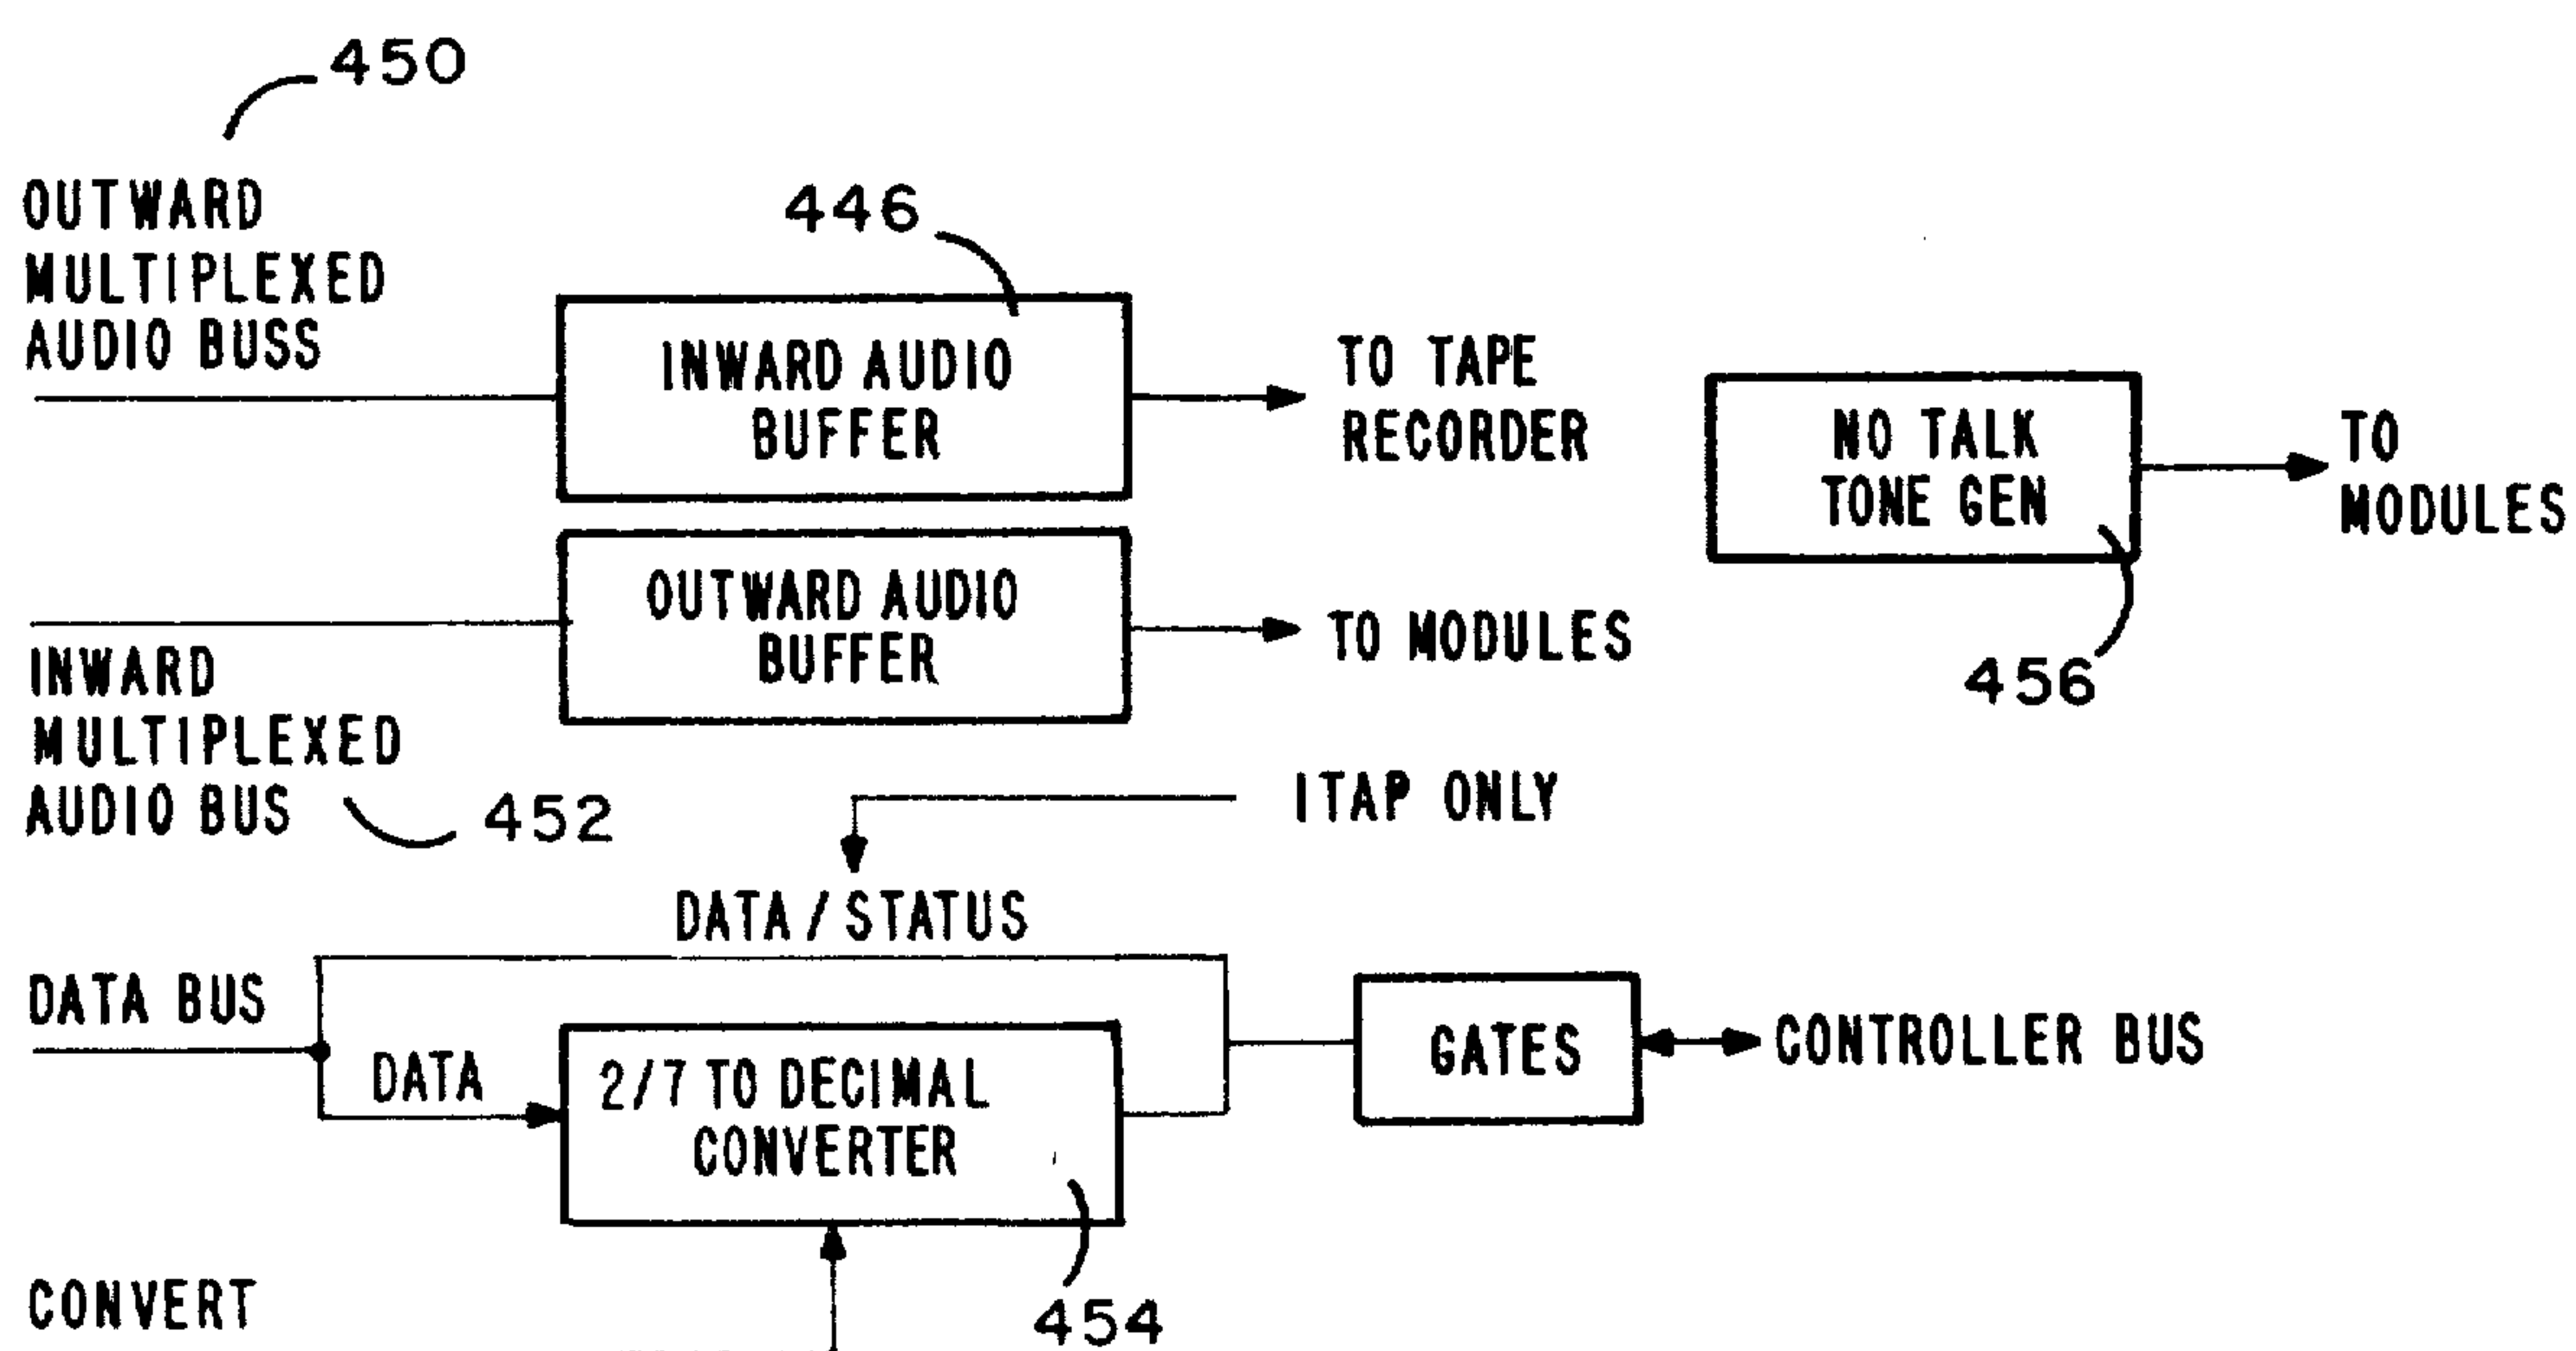 450
OUTWARD
MULTIPLEXED
AUDIO BUSS
446
INWARD AUDIO
BUFFER
TO TAPE
RECORDER
NO TALK
TONE GEN
TO
MODULES
456
OUTWARD AUDIO
BUFFER
TO MODULES
INWARD
MULTIPLEXED
AUDIO BUS
452
ITAP ONLY
DATA / STATUS
DATA BUS
DATA
2/7 TO DECIMAL
CONVERTER
454
GATES
CONTROLLER BUS
CONVERT